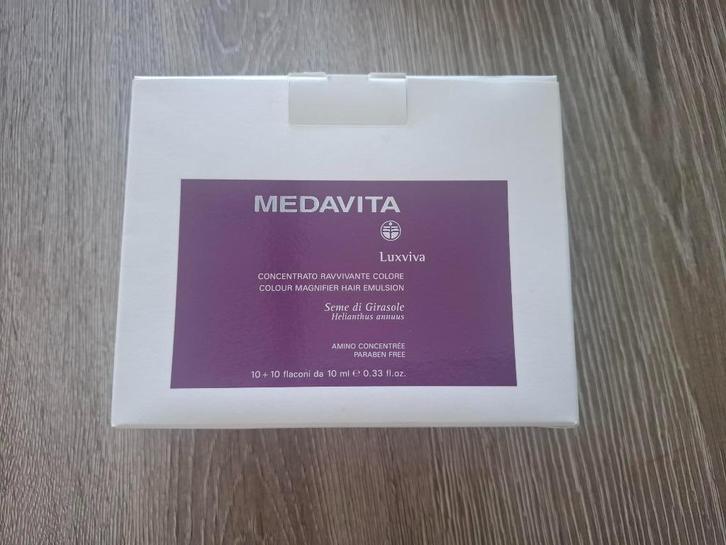 MEDAVITA
Luxviva
CONCENTRATO RAVVIVANTE COLORE
COLOUR MAGNIFIER HAIR EMULSION
Seme di Girasole
Helianthus annuus
AMINO CONCENTRÉE
PARABEN FREE
10 + 10 flaconi da 10 ml ℮ 0.33 fl.oz.